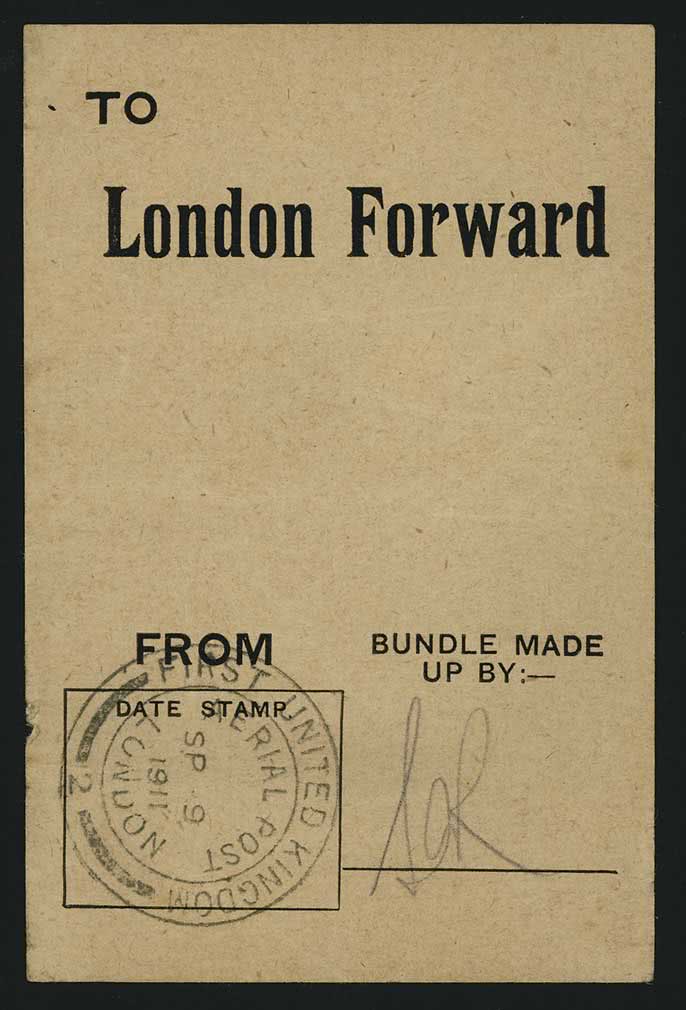 TO
London Forward
FROM
BUNDLE MADE
UP BY:—
DATE STAMP
FIRST UNITED KINGDOM
AERIAL POST
LONDON
SP 9
1911
2